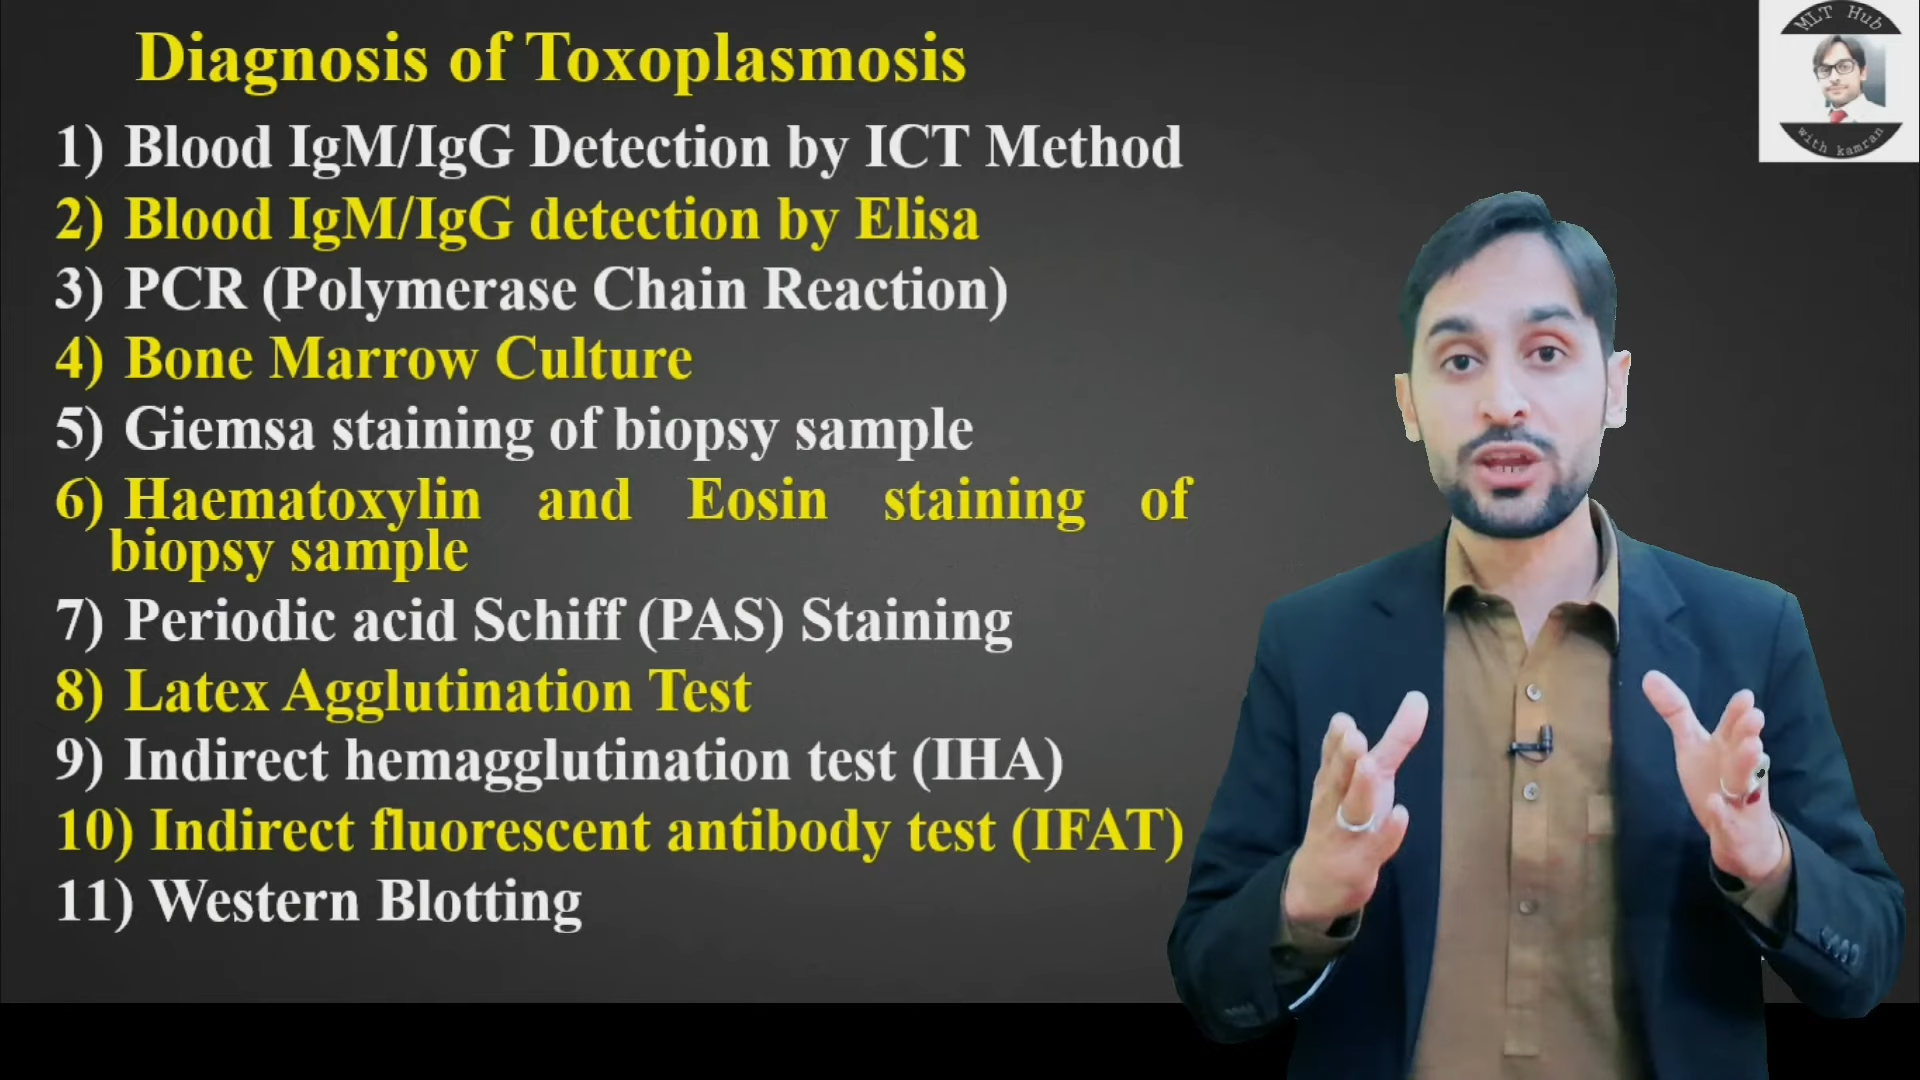 Diagnosis of Toxoplasmosis
1) Blood IgM/IgG Detection by ICT Method
2) Blood IgM/IgG detection by Elisa
3) PCR (Polymerase Chain Reaction)
4) Bone Marrow Culture
5) Giemsa staining of biopsy sample
6) Haematoxylin and Eosin staining of
biopsy sample
7) Periodic acid Schiff (PAS) Staining
8) Latex Agglutination Test
9) Indirect hemagglutination test (IHA)
10) Indirect fluorescent antibody test (IFAT)
11) Western Blotting
MLT Hub
with kamran